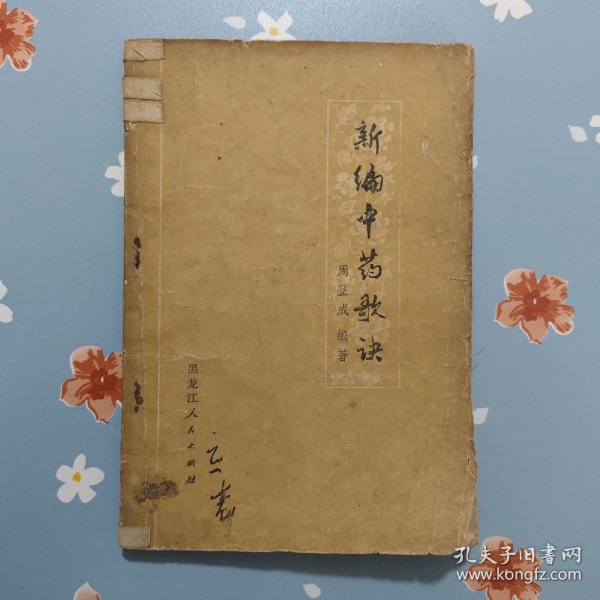 新编中药歌诀
周登成 编著
黑龙江人民出版社
孔夫子旧书网
www.kongfz.com